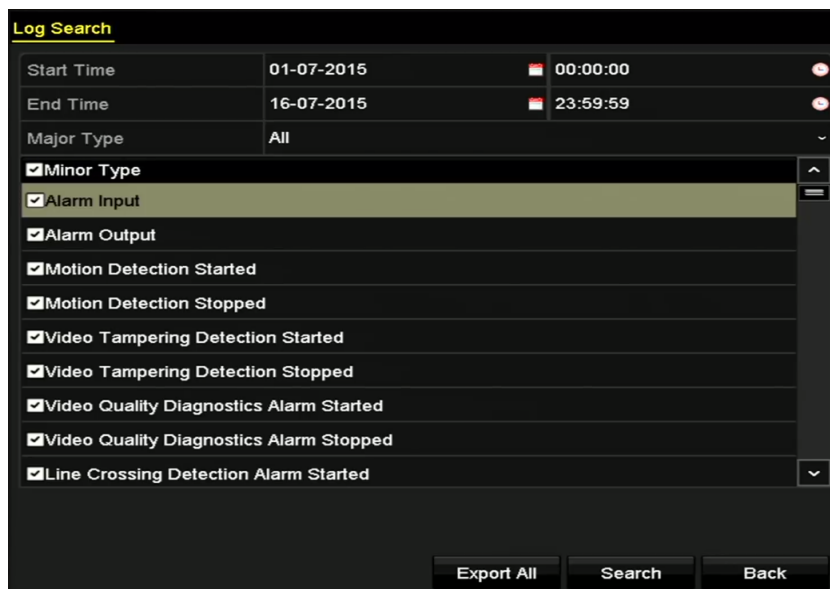 Log Search
Start Time 01-07-2015 00:00:00
End Time 16-07-2015 23:59:59
Major Type All
Minor Type
Alarm Input
Alarm Output
Motion Detection Started
Motion Detection Stopped
Video Tampering Detection Started
Video Tampering Detection Stopped
Video Quality Diagnostics Alarm Started
Video Quality Diagnostics Alarm Stopped
Line Crossing Detection Alarm Started
Export All Search Back